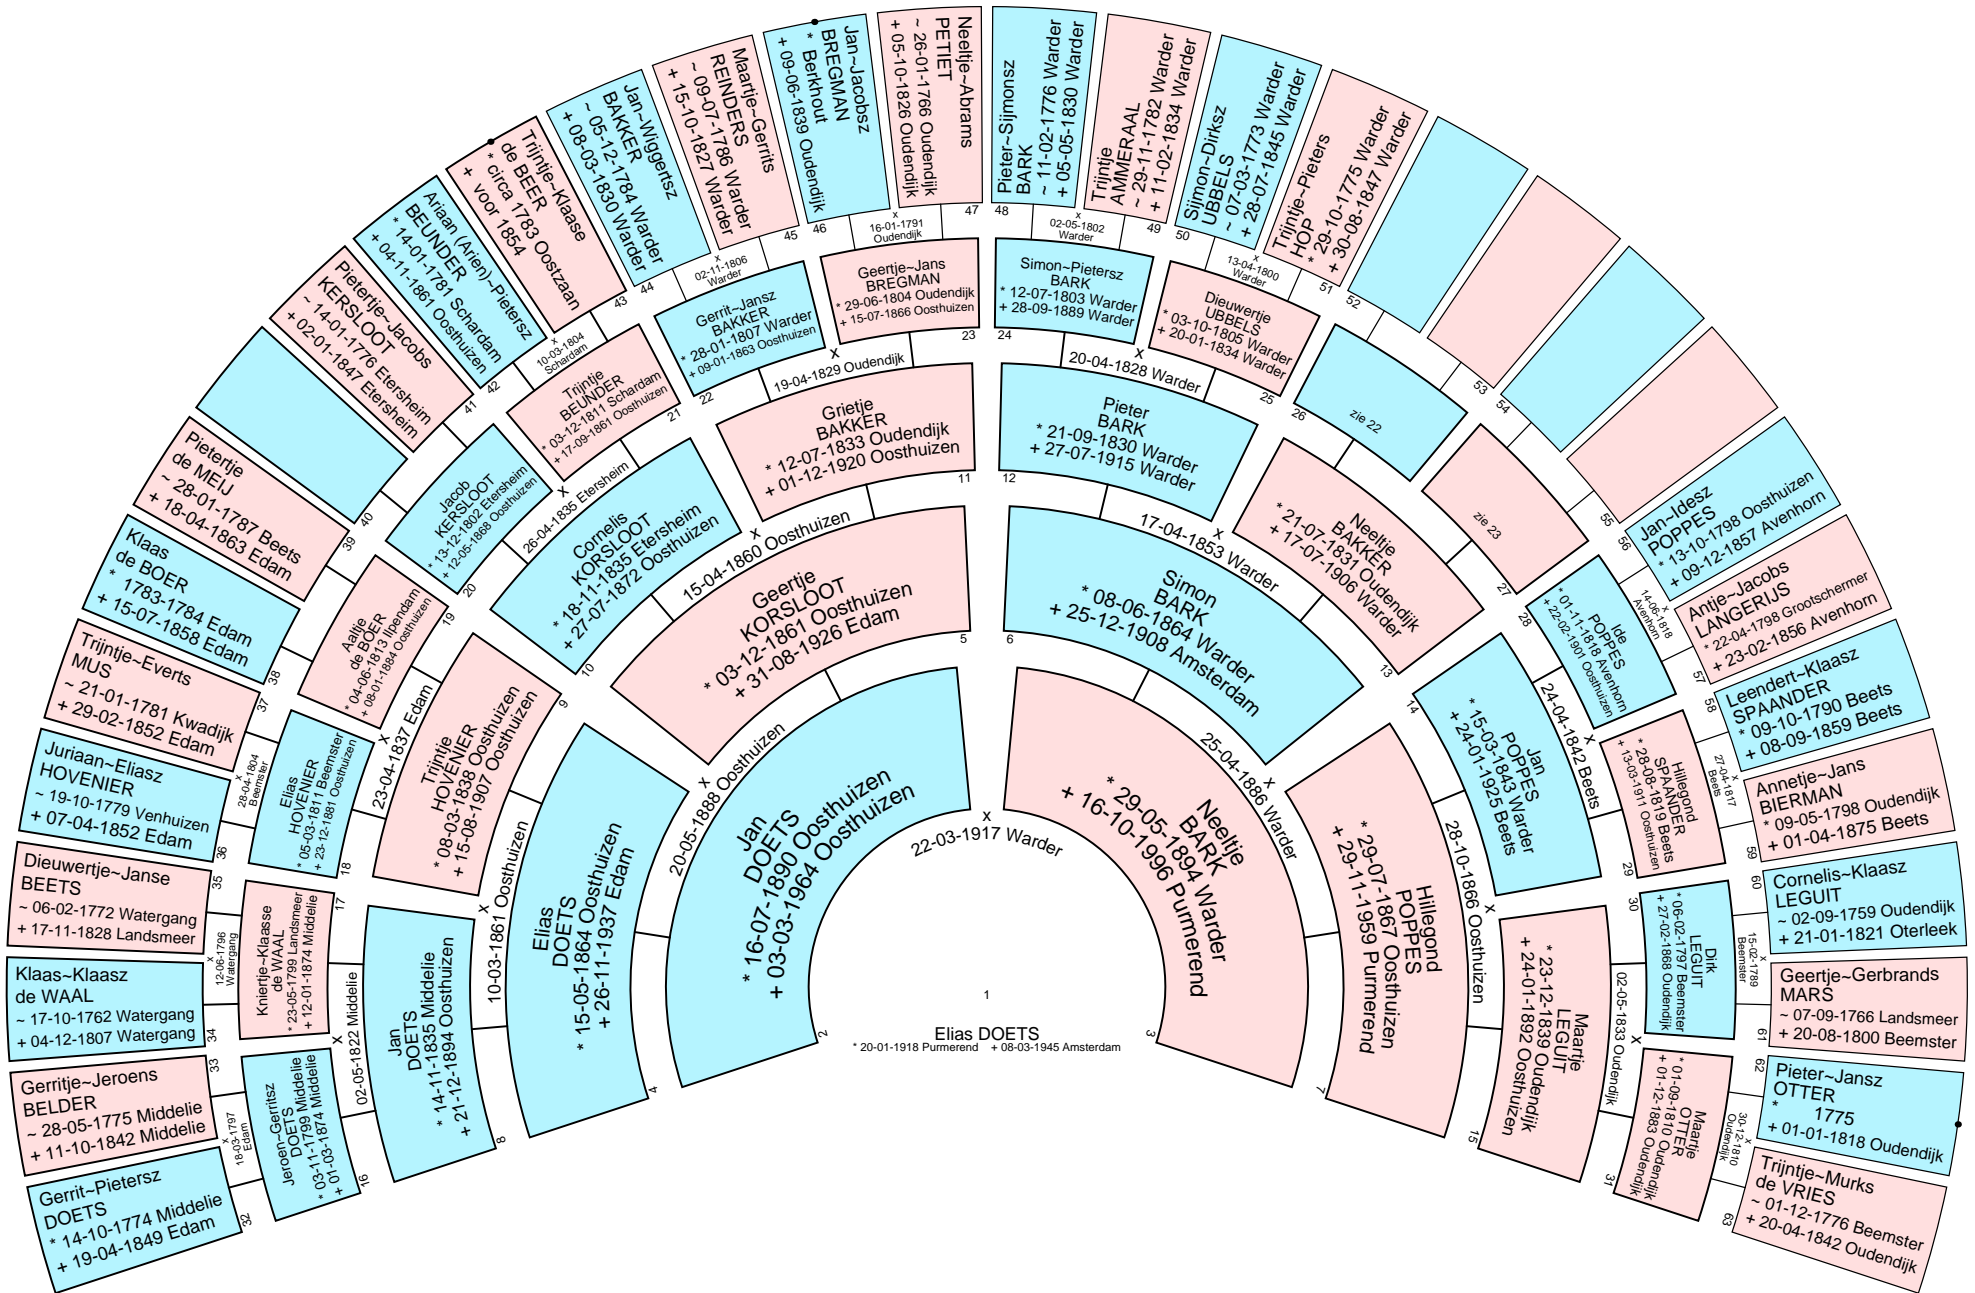 Elias DOETS
* 20-01-1918 Purmerend    + 08-03-1945 Amsterdam
1
Jan
DOETS
* 16-07-1890 Oosthuizen
+ 03-03-1964 Oosthuizen
2
x
22-03-1917 Warder
Neeltje
BARK
* 29-05-1894 Warder
+ 16-10-1996 Purmerend
3
Elias
DOETS
* 15-05-1864 Oosthuizen
+ 26-11-1937 Edam
4
x
20-05-1888 Oosthuizen
Geertje
KORSLOOT
* 03-12-1861 Oosthuizen
+ 31-08-1926 Edam
5
Simon
BARK
* 08-06-1864 Warder
+ 25-12-1908 Amsterdam
6
x
25-04-1886 Warder
Hillegond
POPPES
* 29-07-1867 Oosthuizen
+ 29-11-1959 Purmerend
7
Jan
DOETS
* 14-11-1835 Middelie
+ 21-12-1894 Oosthuizen
8
x
10-03-1861 Oosthuizen
Trijntje
HOVENIER
* 08-03-1838 Oosthuizen
+ 15-08-1907 Oosthuizen
9
Cornelis
KORSLOOT
* 18-11-1835 Etersheim
+ 27-07-1872 Oosthuizen
10
x
15-04-1860 Oosthuizen
Grietje
BAKKER
* 12-07-1833 Oudendijk
+ 01-12-1920 Oosthuizen
11
Pieter
BARK
* 21-09-1830 Warder
+ 27-07-1915 Warder
12
x
17-04-1853 Warder
Neeltje
BAKKER
* 21-07-1831 Oudendijk
+ 17-07-1906 Warder
13
Jan
POPPES
* 15-03-1843 Warder
+ 24-01-1925 Beets
14
x
28-10-1866 Oosthuizen
Maartje
LEGUIT
* 23-12-1839 Oudendijk
+ 24-01-1892 Oosthuizen
15
Jeroen~Gerritsz
DOETS
* 03-11-1799 Middelie
+ 01-03-1874 Middelie
16
x
02-05-1822 Middelie
Kniertje~Klaasse
de WAAL
* 23-05-1799 Landsmeer
+ 12-01-1874 Middelie
17
Elias
HOVENIER
* 05-03-1811 Beemster
+ 23-12-1881 Oosthuizen
18
x
23-04-1837 Edam
Aaltje
de BOER
* 04-06-1813 Ilpendam
+ 08-01-1884 Oosthuizen
19
Jacob
KERSLOOT
* 13-12-1802 Etersheim
+ 12-05-1868 Oosthuizen
20
x
26-04-1835 Etersheim
Trijntje
BEUNDER
* 03-12-1811 Schardam
+ 17-09-1861 Oosthuizen
21
Gerrit~Jansz
BAKKER
* 28-01-1807 Warder
+ 09-01-1863 Oosthuizen
22
x
19-04-1829 Oudendijk
Geertje~Jans
BREGMAN
* 29-06-1804 Oudendijk
+ 15-07-1866 Oosthuizen
23
Simon~Pietersz
BARK
* 12-07-1803 Warder
+ 28-09-1889 Warder
24
x
20-04-1828 Warder
Dieuwertje
UBBELS
* 03-10-1805 Warder
+ 20-01-1834 Warder
25
zie 22
26
zie 23
27
Ide
POPPES
* 01-11-1818 Avenhorn
+ 22-02-1901 Oosthuizen
28
x
24-04-1842 Beets
Hillegond
SPAANDER
* 28-08-1819 Beets
+ 13-03-1911 Oosthuizen
29
Dirk
LEGUIT
* 06-02-1797 Beemster
+ 27-02-1868 Oudendijk
30
x
02-05-1833 Oudendijk
Maartje
OTTER
* 01-09-1810 Oudendijk
+ 01-12-1883 Oudendijk
31
Gerrit~Pietersz
DOETS
* 14-10-1774 Middelie
+ 19-04-1849 Edam
32
x
18-03-1797
Edam
Gerritje~Jeroens
BELDER
~ 28-05-1775 Middelie
+ 11-10-1842 Middelie
33
Klaas~Klaasz
de WAAL
~ 17-10-1762 Watergang
+ 04-12-1807 Watergang
34
x
12-06-1796
Watergang
Dieuwertje~Janse
BEETS
~ 06-02-1772 Watergang
+ 17-11-1828 Landsmeer
35
Juriaan~Eliasz
HOVENIER
~ 19-10-1779 Venhuizen
+ 07-04-1852 Edam
36
x
28-04-1804
Beemster
Trijntje~Everts
MUS
~ 21-01-1781 Kwadijk
+ 29-02-1852 Edam
37
Klaas
de BOER
* 1783-1784 Edam
+ 15-07-1858 Edam
38
Pietertje
de MEIJ
~ 28-01-1787 Beets
+ 18-04-1863 Edam
39
40
Pietertje~Jacobs
KERSLOOT
~ 14-01-1776 Etersheim
+ 02-01-1847 Etersheim
41
Ariaan (Arien)~Pietersz
BEUNDER
* 14-01-1781 Schardam
+ 04-11-1861 Oosthuizen
42
x
10-03-1804
Schardam
Trijntje~Klaase
de BEER
* circa 1783 Oostzaan
+ voor 1854
43
Jan~Wiggertsz
BAKKER
~ 05-12-1784 Warder
+ 08-03-1830 Warder
44
x
02-11-1806
Warder
Maartje~Gerrits
REINDERS
~ 09-07-1786 Warder
+ 15-10-1827 Warder
45
Jan~Jacobsz
BREGMAN
* Berkhout
+ 09-06-1839 Oudendijk
46
x
16-01-1791
Oudendijk
Neeltje~Abrams
PETIET
~ 26-01-1766 Oudendijk
+ 05-10-1826 Oudendijk
47
Pieter~Sijmonsz
BARK
~ 11-02-1776 Warder
+ 05-05-1830 Warder
48
x
02-05-1802
Warder
Trijntje
AMMERAAL
~ 29-11-1782 Warder
+ 11-02-1834 Warder
49
Sijmon~Dirksz
UBBELS
~ 07-03-1773 Warder
+ 28-07-1845 Warder
50
x
13-04-1800
Warder
Trijntje~Pieters
HOP
* 29-10-1775 Warder
+ 30-08-1847 Warder
51
52
53
54
55
Jan~Idesz
POPPES
* 13-10-1798 Oosthuizen
+ 09-12-1857 Avenhorn
56
x
14-06-1818
Avenhorn
Antje~Jacobs
LANGERIJS
* 22-04-1798 Grootschermer
+ 23-02-1856 Avenhorn
57
Leendert~Klaasz
SPAANDER
* 09-10-1790 Beets
+ 08-09-1859 Beets
58
x
27-04-1817
Beets
Annetje~Jans
BIERMAN
* 09-05-1798 Oudendijk
+ 01-04-1875 Beets
59
Cornelis~Klaasz
LEGUIT
~ 02-09-1759 Oudendijk
+ 21-01-1821 Oterleek
60
x
15-02-1789
Beemster
Geertje~Gerbrands
MARS
~ 07-09-1766 Landsmeer
+ 20-08-1800 Beemster
61
Pieter~Jansz
OTTER
* 1775
+ 01-01-1818 Oudendijk
62
x
30-12-1810
Oudendijk
Trijntje~Murks
de VRIES
~ 01-12-1776 Beemster
+ 20-04-1842 Oudendijk
63